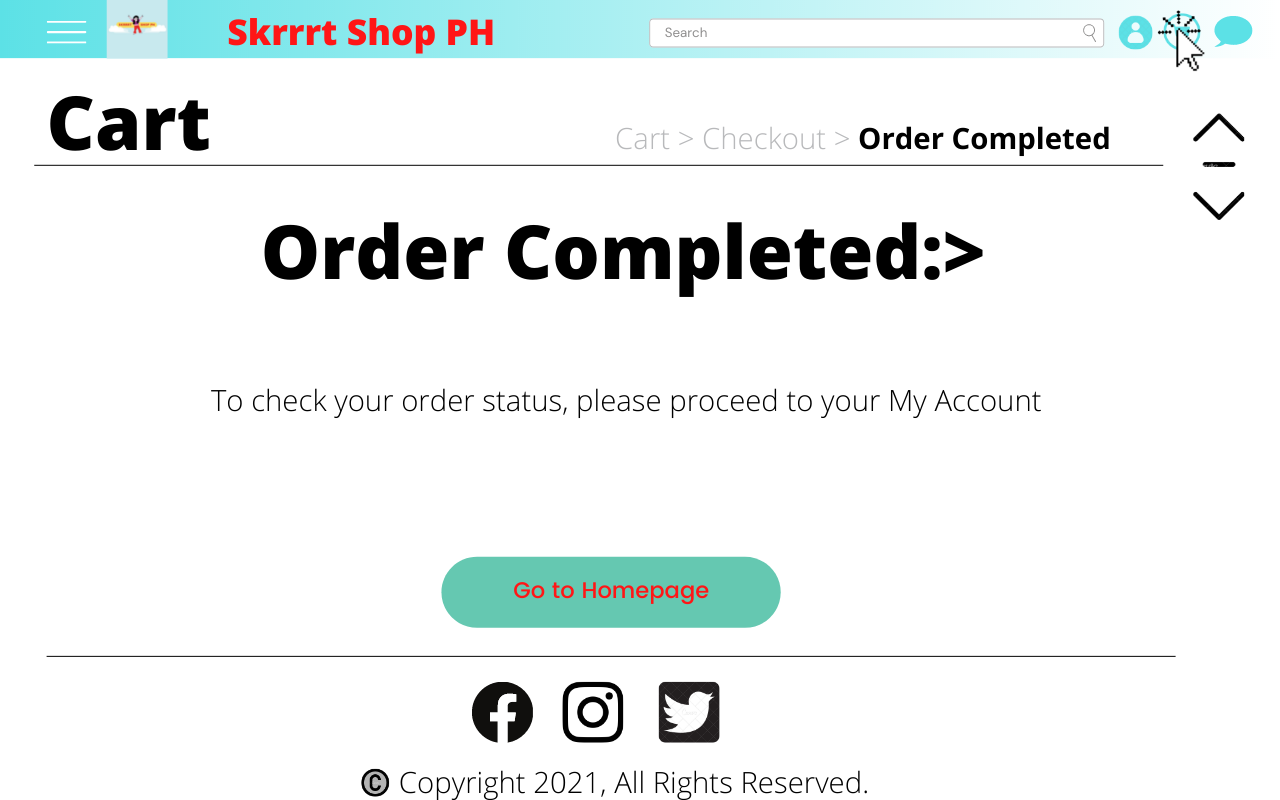 Skrrrt Shop PH
Search
Cart
Cart > Checkout > Order Completed
Order Completed:>
To check your order status, please proceed to your My Account
Go to Homepage
© Copyright 2021, All Rights Reserved.